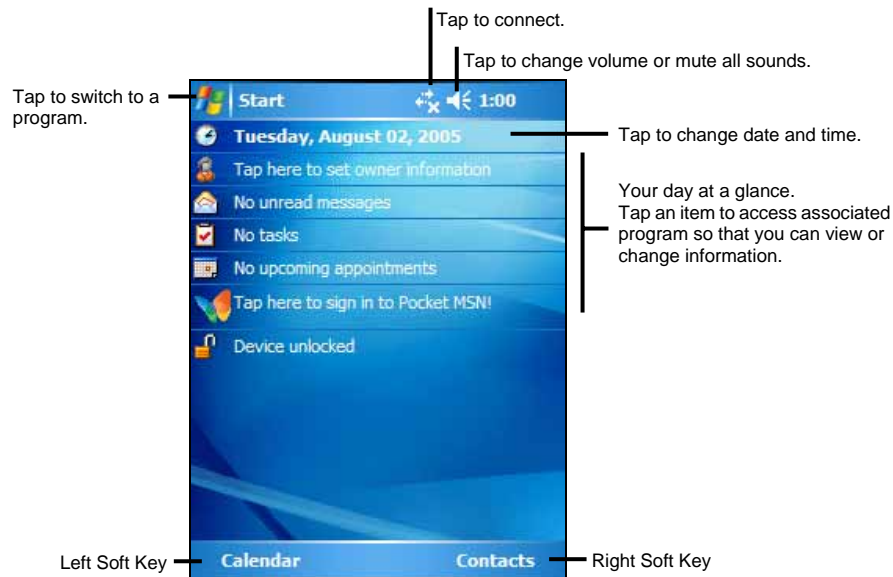 Tap to connect.
Tap to change volume or mute all sounds.
Tap to switch to a
program.
Start
1:00
Tuesday, August 02, 2005
Tap to change date and time.
Tap here to set owner information
No unread messages
No tasks
No upcoming appointments
Tap here to sign in to Pocket MSN!
Device unlocked
Your day at a glance.
Tap an item to access associated
program so that you can view or
change information.
Left Soft Key
Calendar
Contacts
Right Soft Key